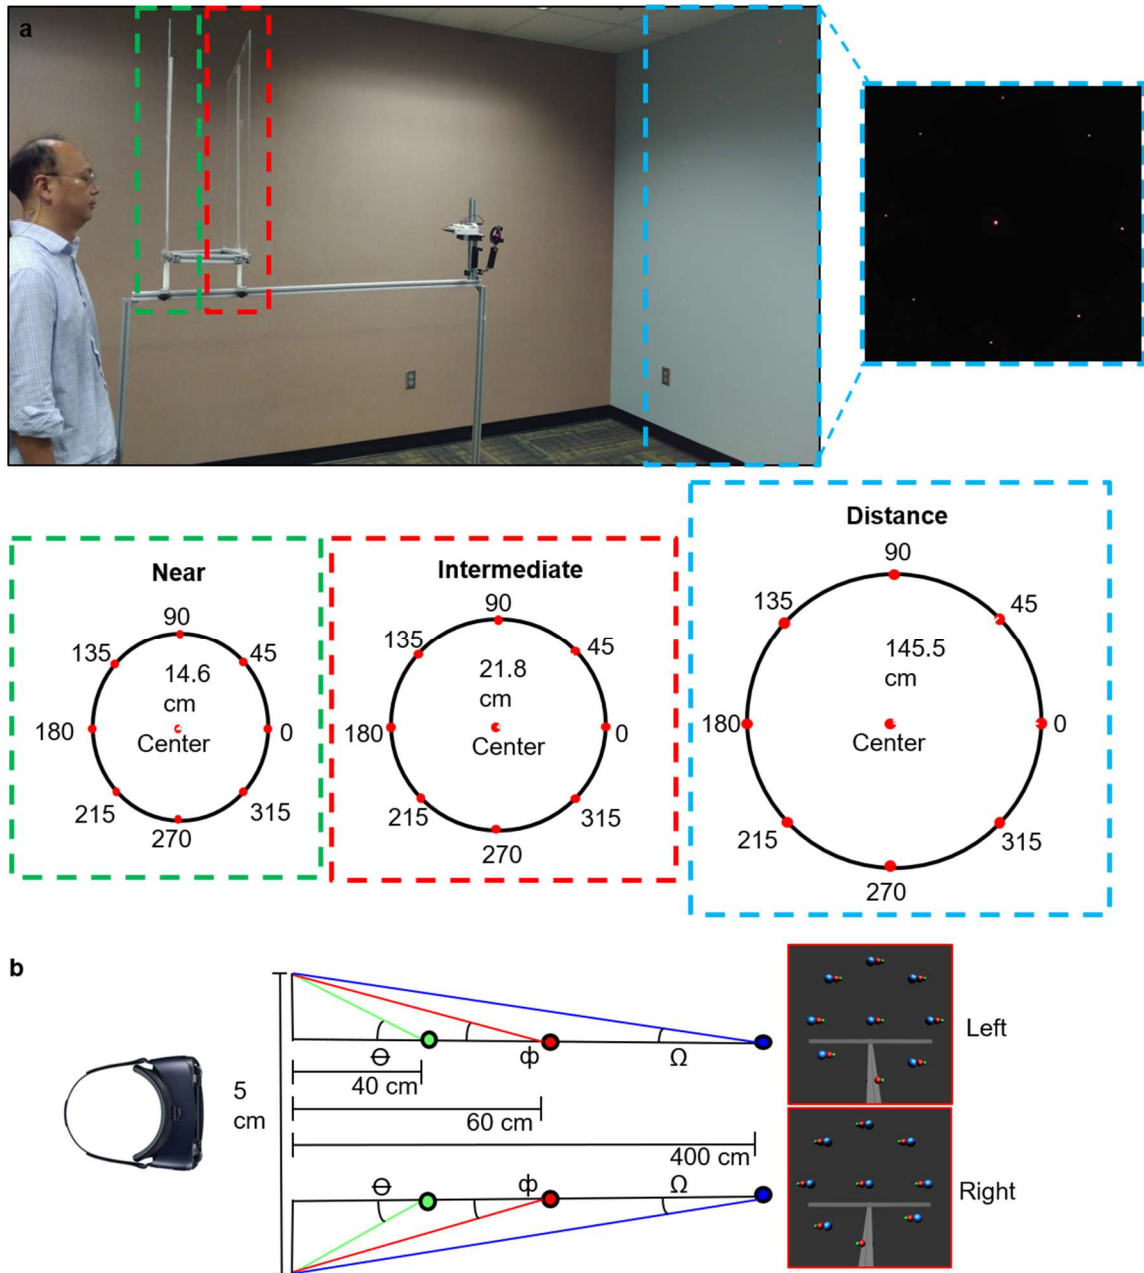 a
Near
90
135
45
14.6
cm
180
0
Center
215
315
270
Intermediate
90
135
45
21.8
cm
180
0
Center
215
315
270
Distance
90
135
45
145.5
cm
180
0
Center
215
315
270
b
5
cm
Θ
ф
Ω
40 cm
60 cm
400 cm
Θ
ф
Ω
Left
Right